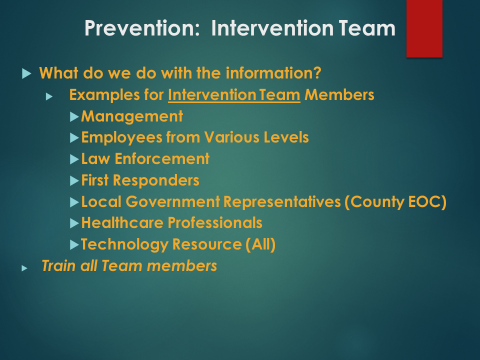 Prevention: Intervention Team
What do we do with the information?
Examples for Intervention Team Members
Management
Employees from Various Levels
Law Enforcement
First Responders
Local Government Representatives (County EOC)
Healthcare Professionals
Technology Resource (All)
Train all Team members